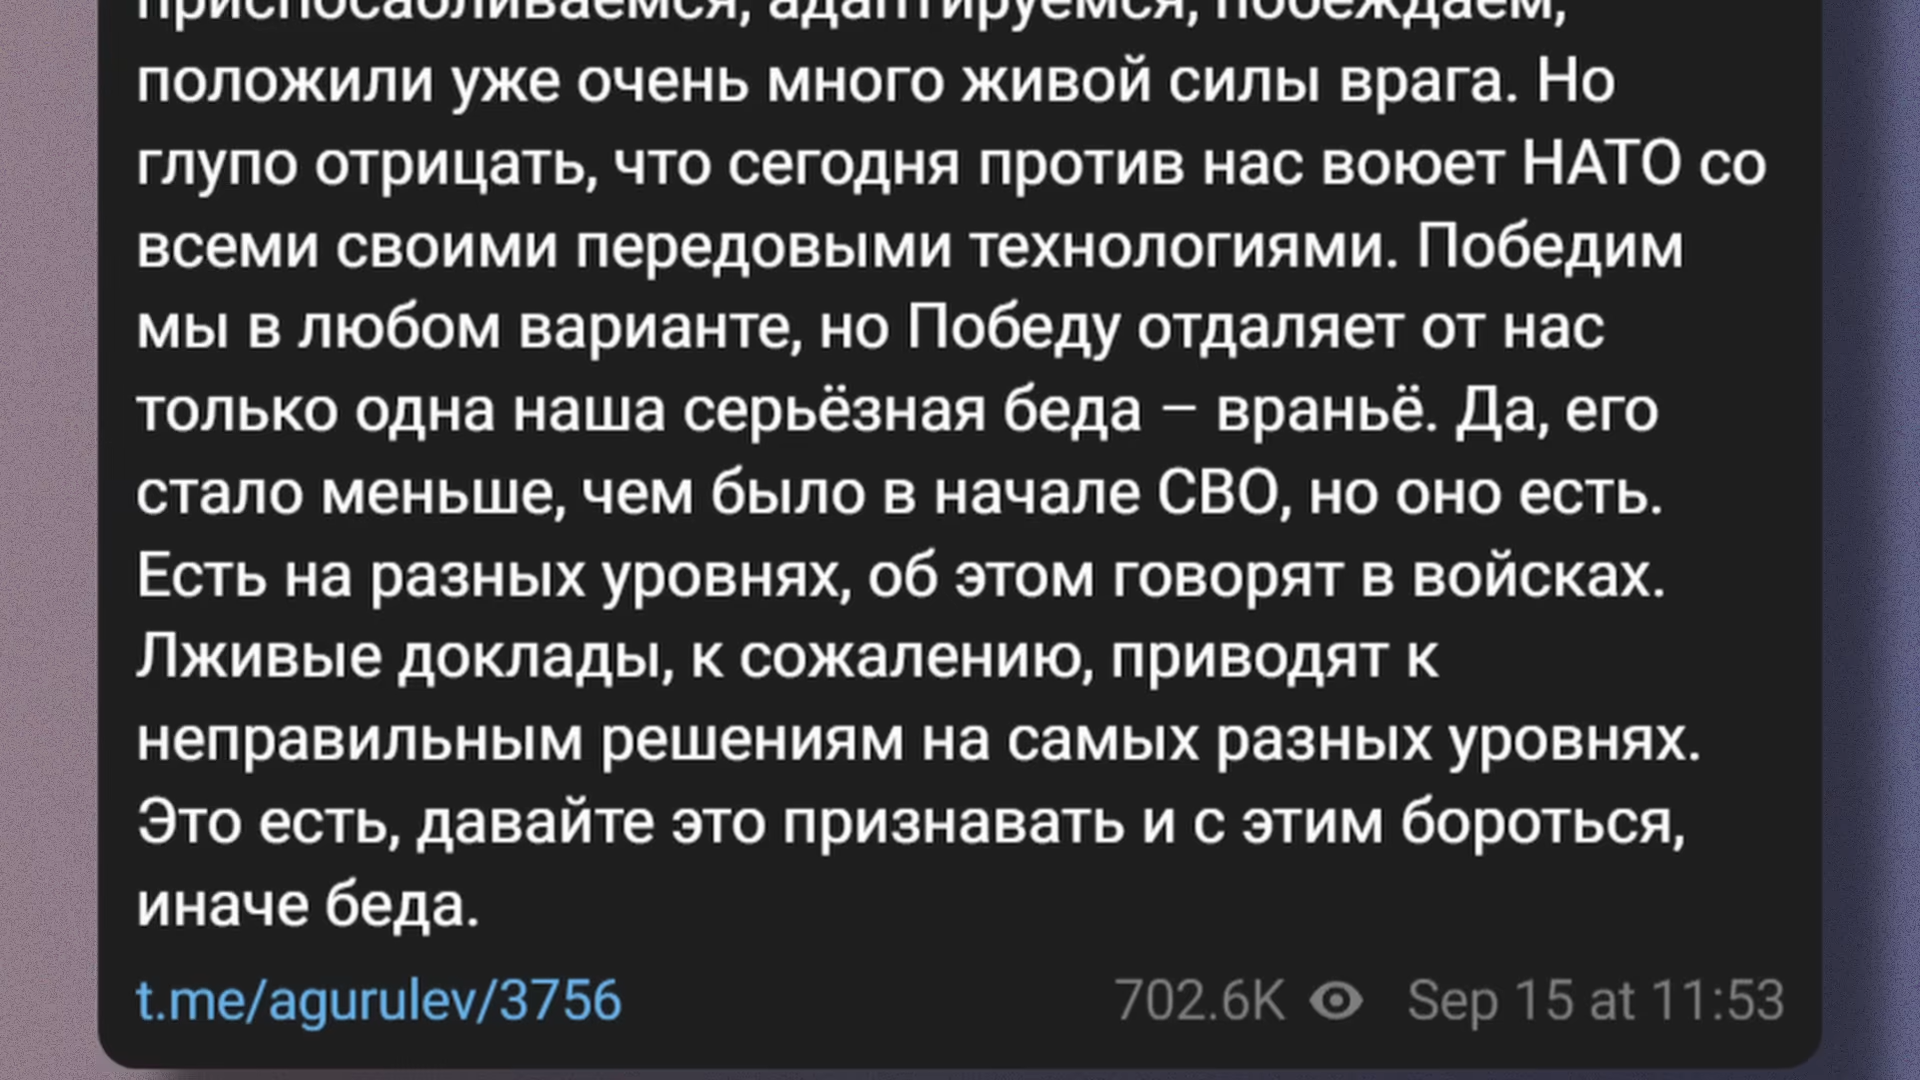 приспосабливаемся, адаптируемся, побеждаем,
положили уже очень много живой силы врага. Но
глупо отрицать, что сегодня против нас воюет НАТО со
всеми своими передовыми технологиями. Победим
мы в любом варианте, но Победу отдаляет от нас
только одна наша серьёзная беда – враньё. Да, его
стало меньше, чем было в начале СВО, но оно есть.
Есть на разных уровнях, об этом говорят в войсках.
Лживые доклады, к сожалению, приводят к
неправильным решениям на самых разных уровнях.
Это есть, давайте это признавать и с этим бороться,
иначе беда.
t.me/agurulev/3756 702.6K Sep 15 at 11:53